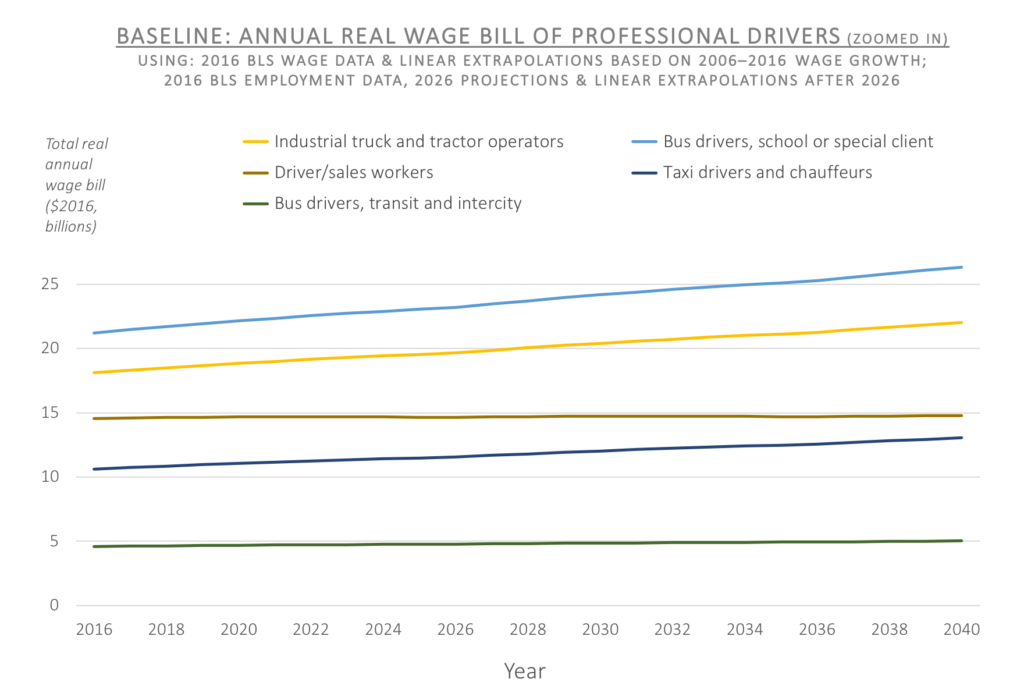 BASELINE: ANNUAL REAL WAGE BILL OF PROFESSIONAL DRIVERS (ZOOMED IN)
USING: 2016 BLS WAGE DATA & LINEAR EXTRAPOLATIONS BASED ON 2006–2016 WAGE GROWTH;
2016 BLS EMPLOYMENT DATA, 2026 PROJECTIONS & LINEAR EXTRAPOLATIONS AFTER 2026
Total real
annual
wage bill
($2016,
billions)
Industrial truck and tractor operators
Bus drivers, school or special client
Driver/sales workers
Taxi drivers and chauffeurs
Bus drivers, transit and intercity
25
20
15
10
5
0
2016 2018 2020 2022 2024 2026 2028 2030 2032 2034 2036 2038 2040
Year